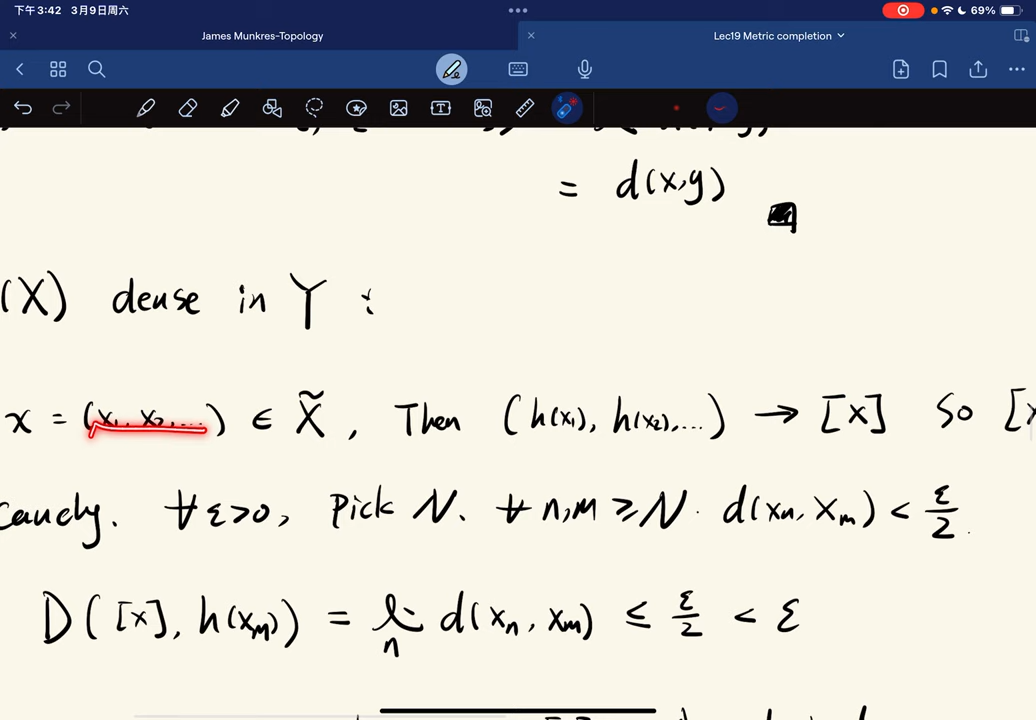 下午3:42 3月9日周六 69%
James Munkres-Topology Lec19 Metric completion
= d(x,y)
(X) dense in Y :
x = (x₁, x₂, ...) ∈ X̃ , Then (h(x₁), h(x₂), ...) → [x] So [x
cauchy. ∀ε>0, Pick N. ∀ n,m ≥ N. d(xₙ, xₘ) < ε/2.
D([x], h(xₘ)) = lim_n d(xₙ, xₘ) ≤ ε/2 < ε